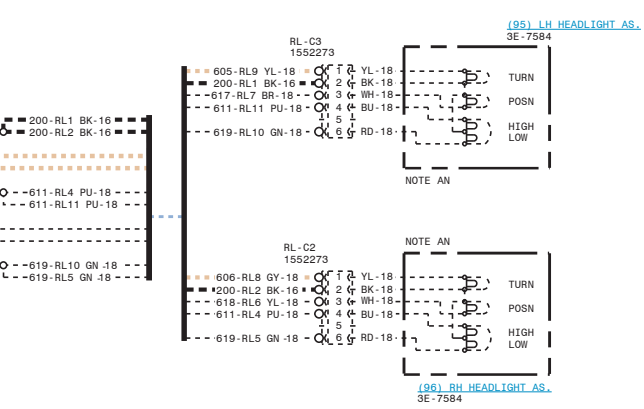 (95) LH HEADLIGHT AS.
3E-7584
RL-C3
1552273
605-RL9 YL-18 1 YL-18
200-RL1 BK-16 2 BK-18
617-RL7 BR-18 3 WH-18
611-RL11 PU-18 4 BU-18
5
619-RL10 GN-18 6 RD-18
TURN
POSN
HIGH
LOW
NOTE AN
200-RL1 BK-16
200-RL2 BK-16
611-RL4 PU-18
611-RL11 PU-18
619-RL10 GN-18
619-RL5 GN-18
RL-C2
1552273
606-RL8 GY-18 1 YL-18
200-RL2 BK-16 2 BK-18
618-RL6 YL-18 3 WH-18
611-RL4 PU-18 4 BU-18
5
619-RL5 GN-18 6 RD-18
NOTE AN
TURN
POSN
HIGH
LOW
(96) RH HEADLIGHT AS.
3E-7584